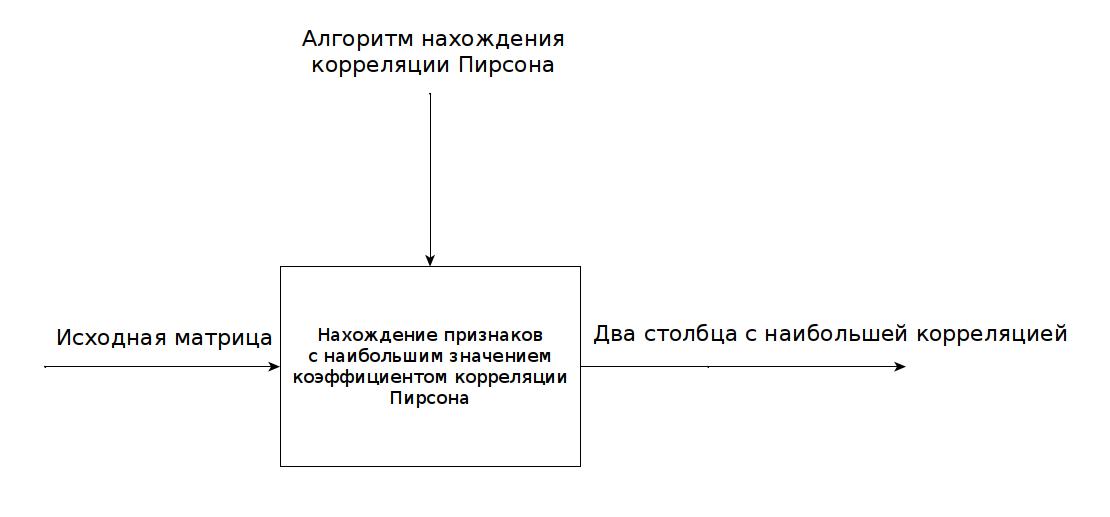 Алгоритм нахождения
корреляции Пирсона
Исходная матрица
Нахождение признаков
с наибольшим значением
коэффициентом корреляции
Пирсона
Два столбца с наибольшей корреляцией